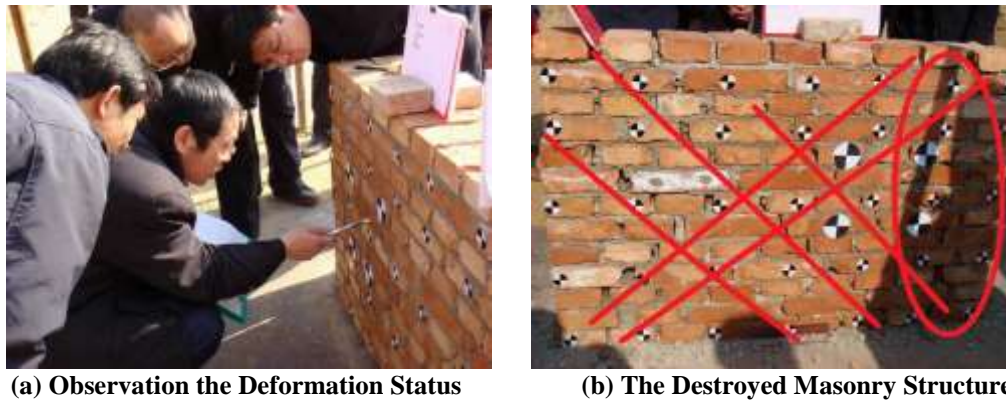 (a) Observation the Deformation Status
(b) The Destroyed Masonry Structure